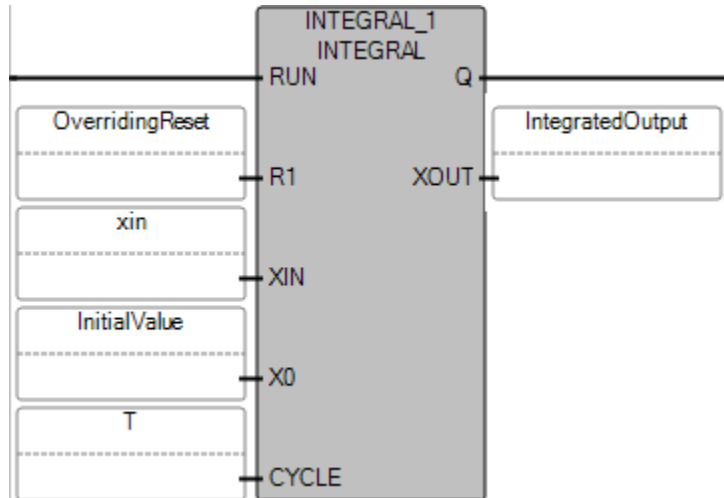 INTEGRAL_1
INTEGRAL
RUN Q
OverridingReset IntegratedOutput
R1 XOUT
xin
XIN
InitialValue
X0
T
CYCLE